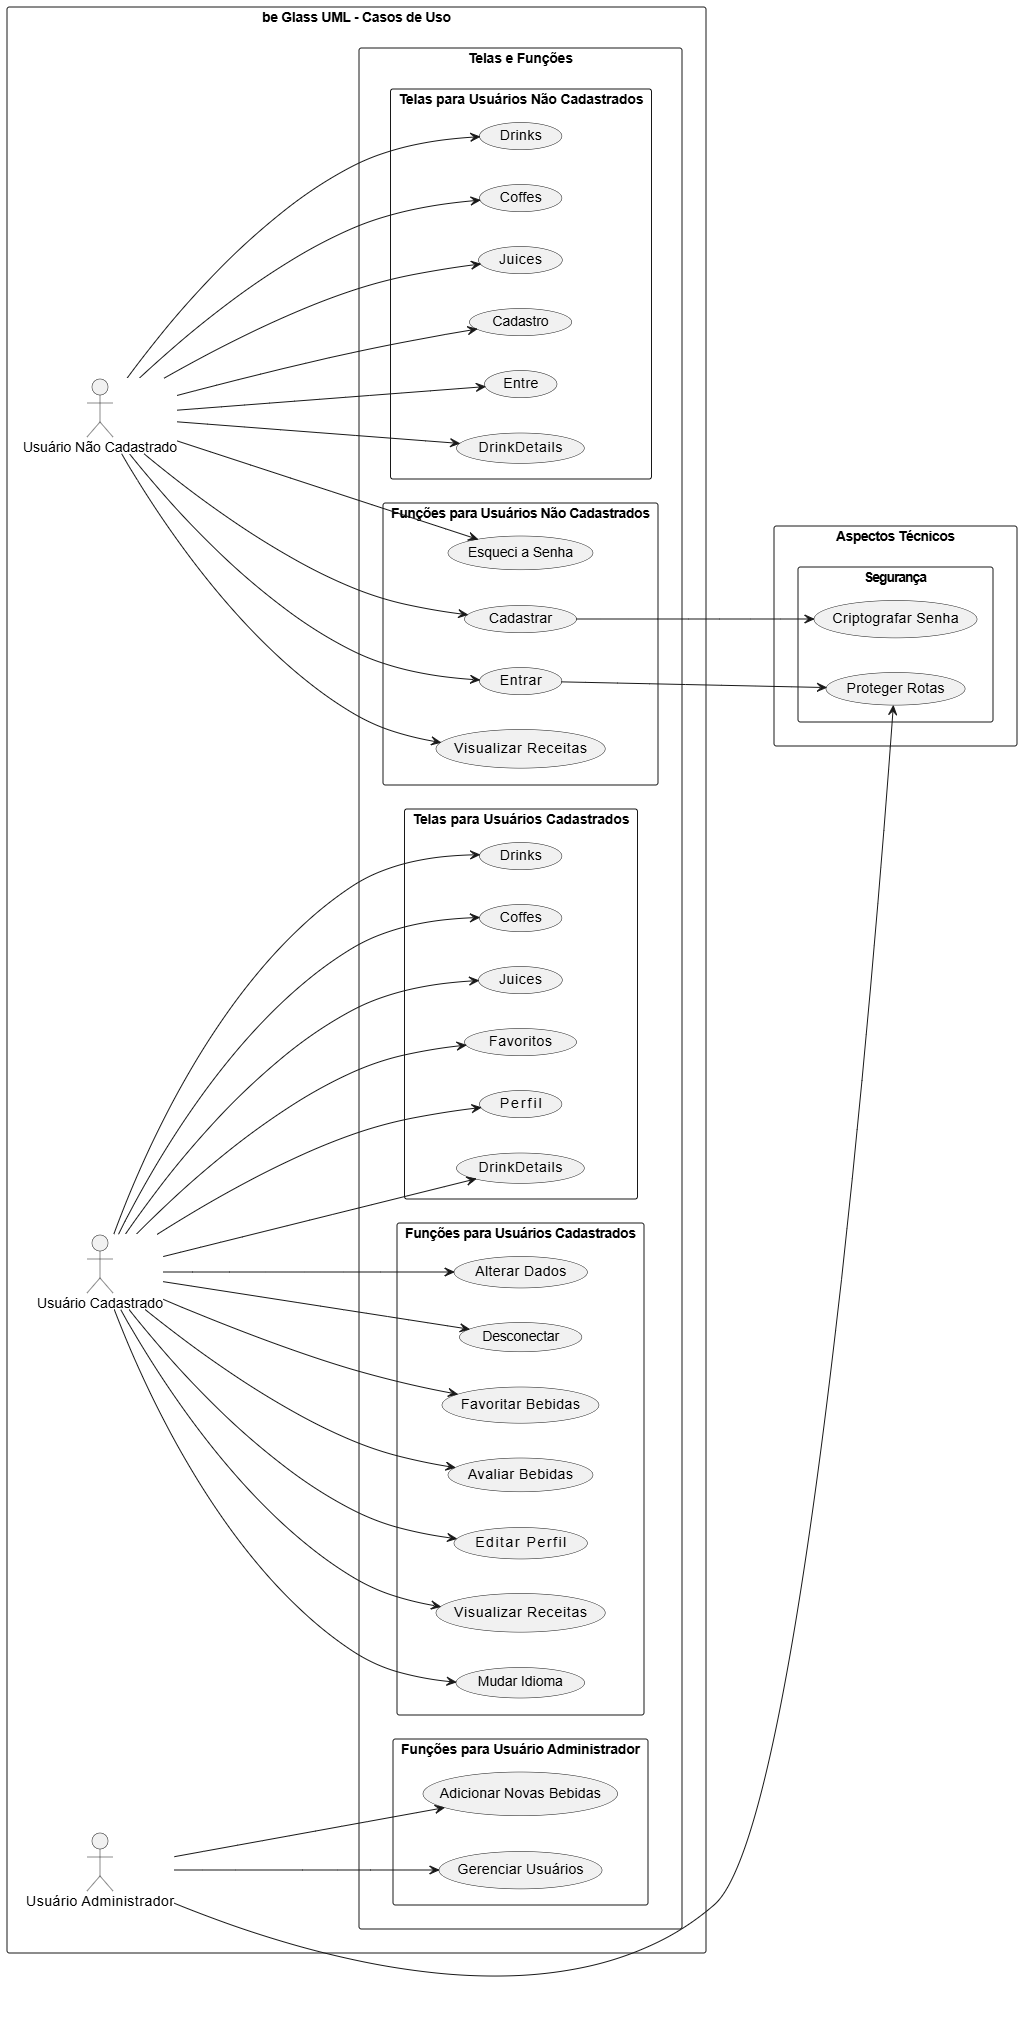 be Glass UML - Casos de Uso
Telas e Funções
Telas para Usuários Não Cadastrados
Drinks
Coffes
Juices
Cadastro
Entre
DrinkDetails
Usuário Não Cadastrado
Funções para Usuários Não Cadastrados
Esqueci a Senha
Cadastrar
Entrar
Visualizar Receitas
Aspectos Técnicos
Segurança
Criptografar Senha
Proteger Rotas
Telas para Usuários Cadastrados
Drinks
Coffes
Juices
Favoritos
Perfil
DrinkDetails
Usuário Cadastrado
Funções para Usuários Cadastrados
Alterar Dados
Desconectar
Favoritar Bebidas
Avaliar Bebidas
Editar Perfil
Visualizar Receitas
Mudar Idioma
Funções para Usuário Administrador
Adicionar Novas Bebidas
Gerenciar Usuários
Usuário Administrador